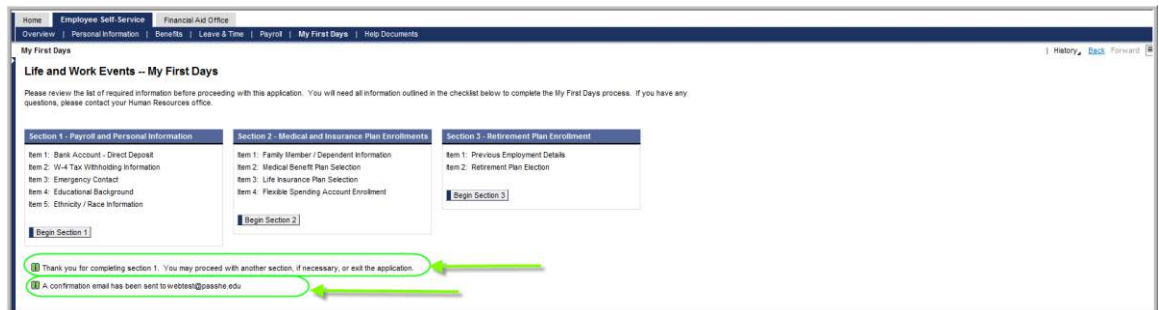 Home Employee Self-Service Financial Aid Office
Overview | Personal Information | Benefits | Leave & Time | Payroll | My First Days | Help Documents
My First Days | History Back Forward
Life and Work Events -- My First Days
Please review the list of required information before proceeding with this application. You will need all information outlined in the checklist below to complete the My First Days process. If you have any
questions, please contact your Human Resources office.
Section 1 - Payroll and Personal Information
Item 1: Bank Account - Direct Deposit
Item 2: W-4 Tax Withholding Information
Item 3: Emergency Contact
Item 4: Educational Background
Item 5: Ethnicity / Race Information
Begin Section 1
Section 2 - Medical and Insurance Plan Enrollments
Item 1: Family Member / Dependent Information
Item 2: Medical Benefit Plan Selection
Item 3: Life Insurance Plan Selection
Item 4: Flexible Spending Account Enrollment
Begin Section 2
Section 3 - Retirement Plan Enrollment
Item 1: Previous Employment Details
Item 2: Retirement Plan Election
Begin Section 3
Thank you for completing section 1. You may proceed with another section, if necessary, or exit the application.
A confirmation email has been sent to webtest@passhe.edu